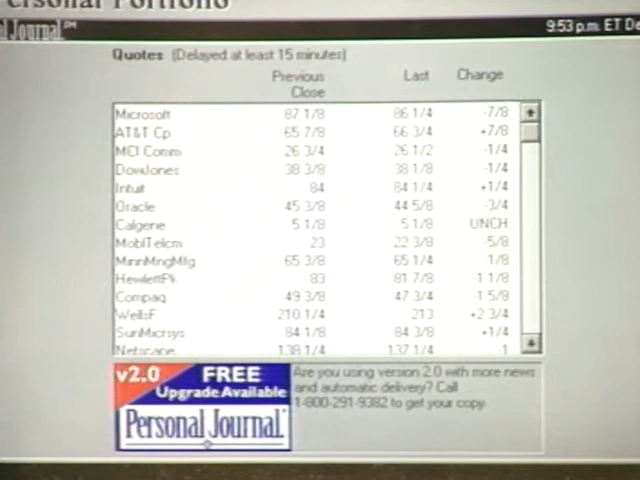 Personal Portfolio
al Journal. SM 9:53 p.m. ET De
Quotes (Delayed at least 15 minutes)
Previous Close Last Change
Microsoft 87 1/8 86 1/4 -7/8
AT&T Cp 65 7/8 66 3/4 +7/8
MCI Comm 26 3/4 26 1/2 -1/4
DowJones 38 3/8 38 1/8 -1/4
Intuit 84 84 1/4 +1/4
Oracle 45 3/8 44 5/8 -3/4
Calgene 5 1/8 5 1/8 UNCH
MoblTelcm 23 22 3/8 -5/8
MinnMngMfg 65 3/8 65 1/4 -1/8
HewlettPk 83 81 7/8 -1 1/8
Compaq 49 3/8 47 3/4 -1 5/8
WellsF 210 1/4 213 +2 3/4
SunMicrsys 84 1/8 84 3/8 +1/4
Netscape 138 1/4 137 1/4 -1
v2.0 FREE
Upgrade Available
Personal Journal.
Are you using version 2.0 with more news
and automatic delivery? Call
1-800-291-9382 to get your copy.